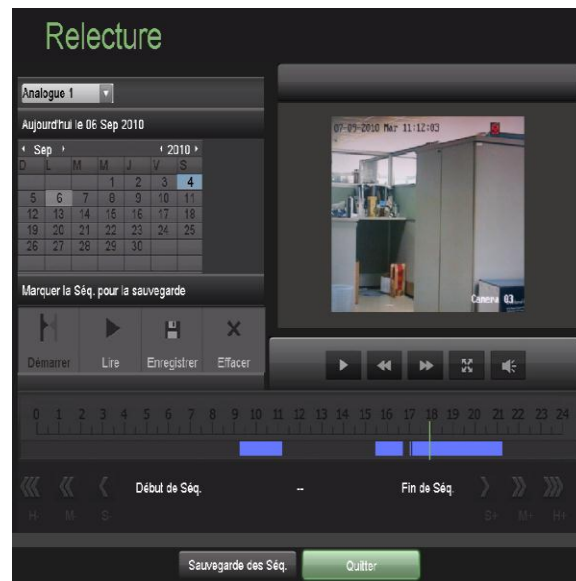 Relecture
Analogue 1
Aujourd'hui le 06 Sep 2010
Sep 2010
D L M M J V S
1 2 3 4
5 6 7 8 9 10 11
12 13 14 15 16 17 18
19 20 21 22 23 24 25
26 27 28 29 30
Marquer la Séq. pour la sauvegarde
Démarrer Lire Enregistrer Effacer
07-09-2010 Mar 11:12:03
Camera 03
0 1 2 3 4 5 6 7 8 9 10 11 12 13 14 15 16 17 18 19 20 21 22 23 24
Début de Séq. -- Fin de Séq.
H- M- S- S+ M+ H+
Sauvegarde des Séq. Quitter